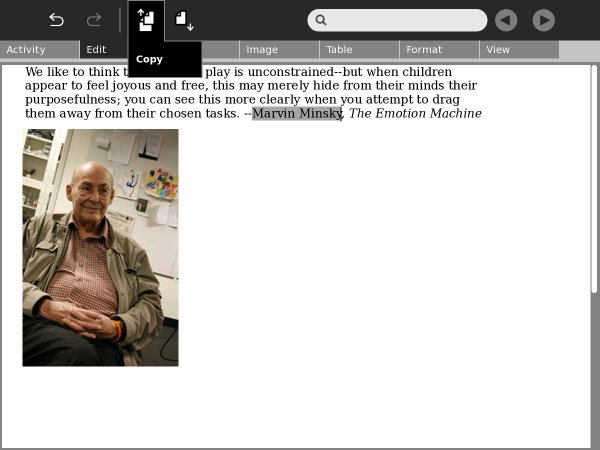 Activity
Edit
Image
Table
Format
View
Copy
We like to think t play is unconstrained--but when children
appear to feel joyous and free, this may merely hide from their minds their
purposefulness; you can see this more clearly when you attempt to drag
them away from their chosen tasks. --Marvin Minsky, The Emotion Machine